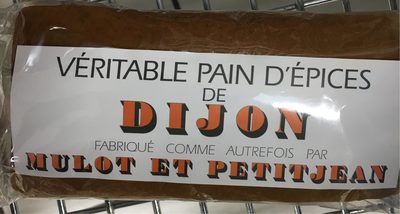 VÉRITABLE PAIN D'ÉPICES
DE
DIJON
FABRIQUÉ COMME AUTREFOIS PAR
MULOT ET PETITJEAN